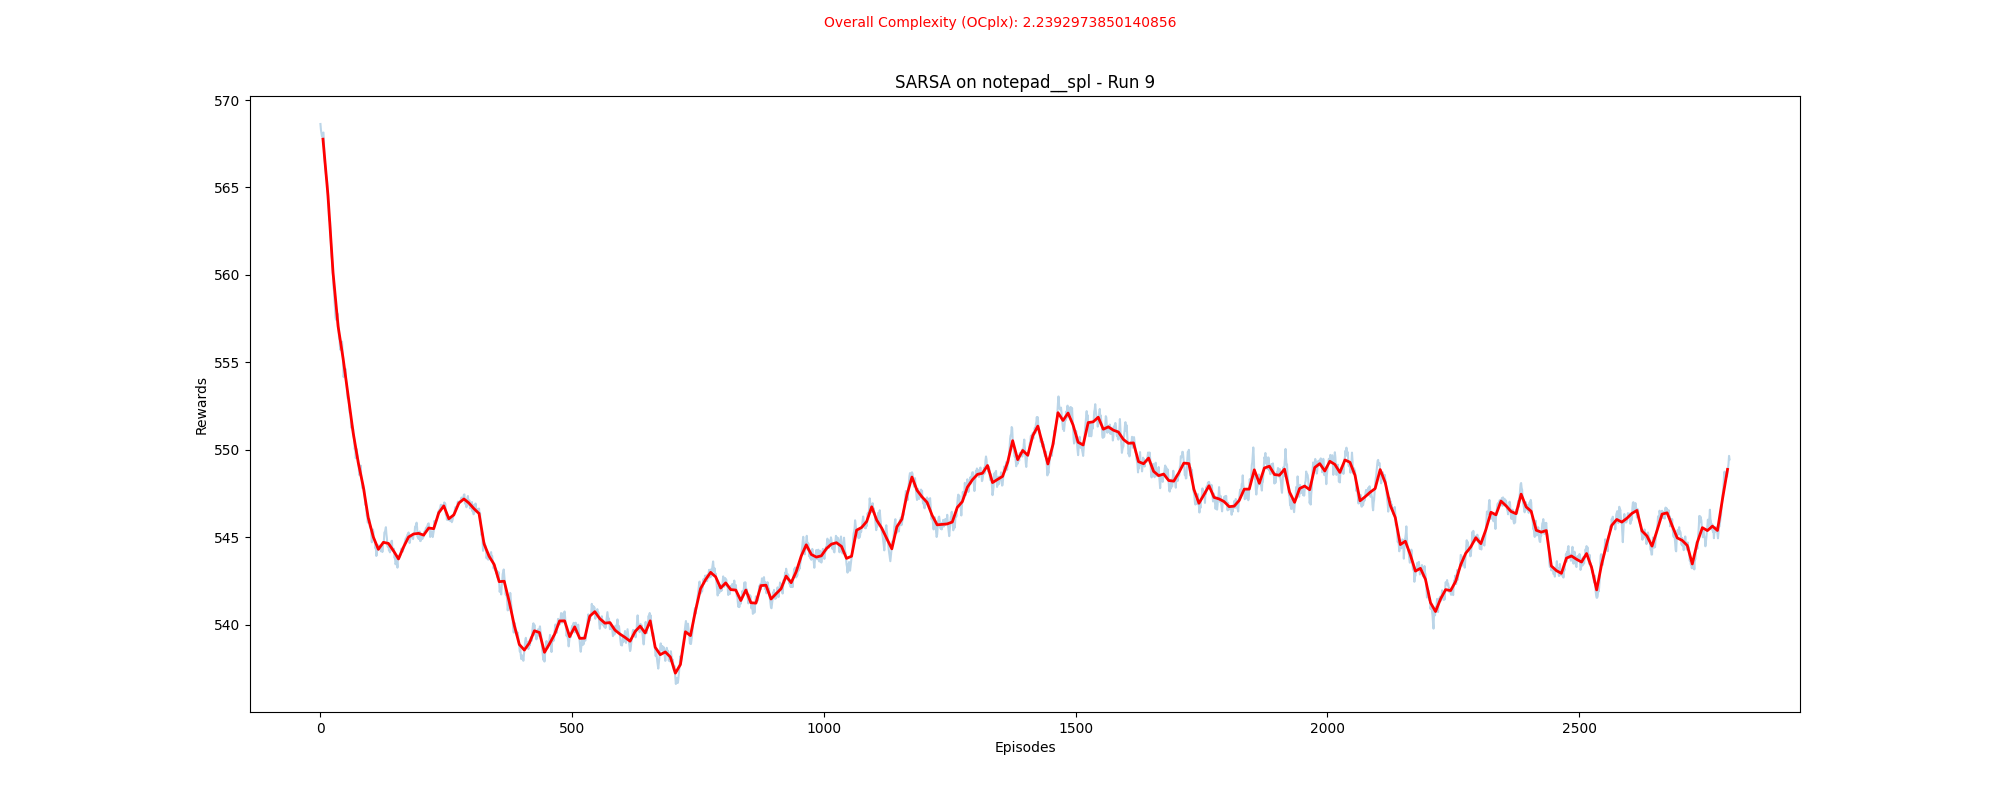 Overall Complexity (OCplx): 2.2392973850140856
SARSA on notepad__spl - Run 9
570
565
560
555
550
545
540
Rewards
0 500 1000 1500 2000 2500
Episodes